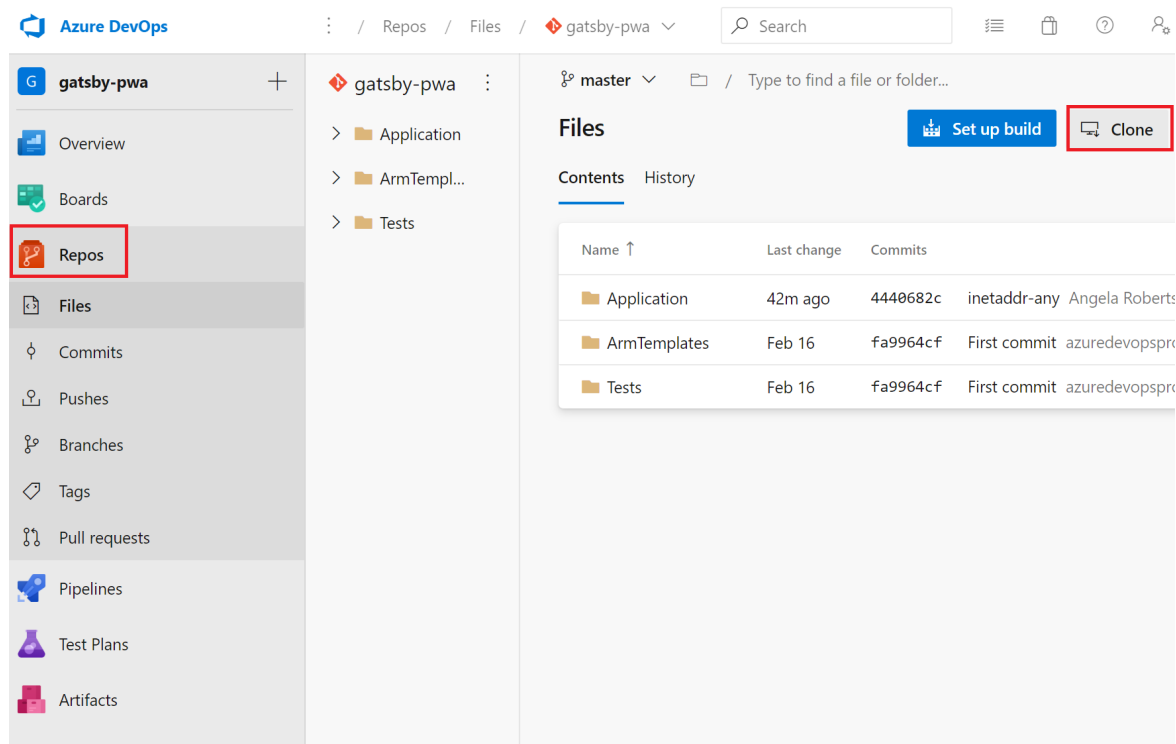 Azure DevOps
/ Repos / Files / gatsby-pwa
Search
G gatsby-pwa
Overview
Boards
Repos
Files
Commits
Pushes
Branches
Tags
Pull requests
Pipelines
Test Plans
Artifacts
gatsby-pwa
Application
ArmTempl...
Tests
master / Type to find a file or folder...
Files
Set up build
Clone
Contents History
Name ↑ Last change Commits
Application 42m ago 4440682c inetaddr-any Angela Roberts
ArmTemplates Feb 16 fa9964cf First commit azuredevopspro
Tests Feb 16 fa9964cf First commit azuredevopspro